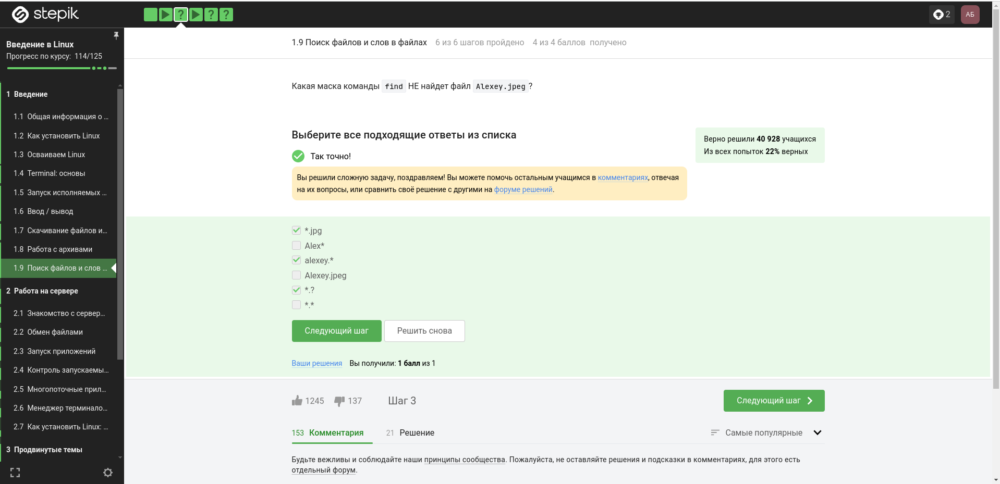 stepik
? ? ?
2
АБ
Введение в Linux
Прогресс по курсу: 114/125
1 Введение
1.1 Общая информация о ...
1.2 Как установить Linux
1.3 Осваиваем Linux
1.4 Terminal: основы
1.5 Запуск исполняемых ...
1.6 Ввод / вывод
1.7 Скачивание файлов и...
1.8 Работа с архивами
1.9 Поиск файлов и слов ...
2 Работа на сервере
2.1 Знакомство с сервер...
2.2 Обмен файлами
2.3 Запуск приложений
2.4 Контроль запускаемы...
2.5 Многопоточные прил...
2.6 Менеджер терминало...
2.7 Как установить Linux: ...
3 Продвинутые темы
1.9 Поиск файлов и слов в файлах 6 из 6 шагов пройдено 4 из 4 баллов получено
Какая маска команды find НЕ найдет файл Alexey.jpeg ?
Выберите все подходящие ответы из списка
Так точно!
Верно решили 40 928 учащихся
Из всех попыток 22% верных
Вы решили сложную задачу, поздравляем! Вы можете помочь остальным учащимся в комментариях, отвечая
на их вопросы, или сравнить своё решение с другими на форуме решений.
*.jpg
Alex*
alexey.*
Alexey.jpeg
*.?
*.*
Следующий шаг Решить снова
Ваши решения Вы получили: 1 балл из 1
1245 137 Шаг 3 Следующий шаг
153 Комментария 21 Решение Самые популярные
Будьте вежливы и соблюдайте наши принципы сообщества. Пожалуйста, не оставляйте решения и подсказки в комментариях, для этого есть
отдельный форум.